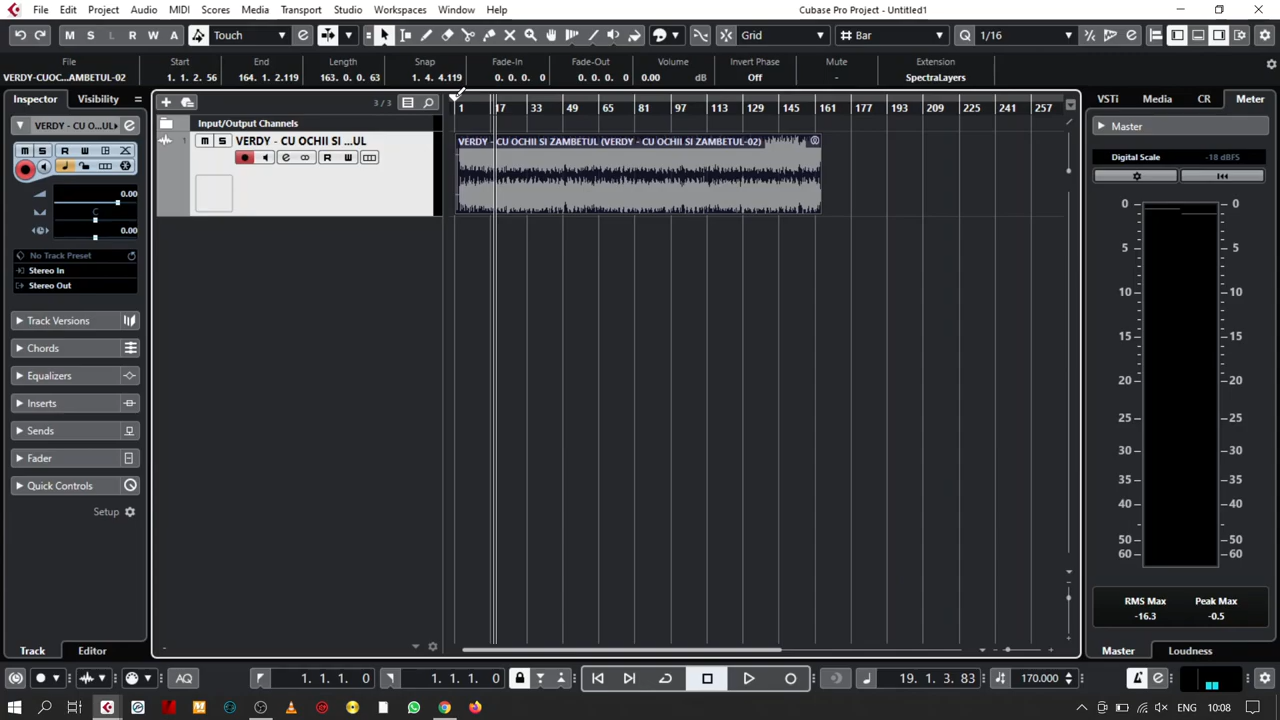 File Edit Project Audio MIDI Scores Media Transport Studio Workspaces Window Help Cubase Pro Project - Untitled1
M S L R W A Touch Grid Bar Q 1/16
File Start End Length Snap Fade-In Fade-Out Volume Invert Phase Mute Extension
VERDY-CUOC...AMBETUL-02 1. 1. 2. 56 164. 1. 2.119 163. 0. 0. 63 1. 4. 4.119 0. 0. 0. 0 0. 0. 0. 0 0.00 dB Off - SpectraLayers
Inspector Visibility 3 / 3 1 17 33 49 65 81 97 113 129 145 161 177 193 209 225 241 257 VSTi Media CR Meter
VERDY - CU O...UL Input/Output Channels Master
1 M S VERDY - CU OCHII SI ...UL VERDY - CU OCHII SI ZAMBETUL (VERDY - CU OCHII SI ZAMBETUL-02)
M S R W R W Digital Scale -18 dBFS
0.00
C
0.00
No Track Preset
Stereo In
Stereo Out
Track Versions
Chords
Equalizers
Inserts
Sends
Fader
Quick Controls
Setup
0 0
5 5
10 10
15 15
20 20
25 25
30 30
35 35
40 40
50 50
60 60
RMS Max Peak Max
-16.3 -0.5
Track Editor Master Loudness
AQ 1. 1. 1. 0 1. 1. 1. 0 19. 1. 3. 83 170.000
ENG 10:08